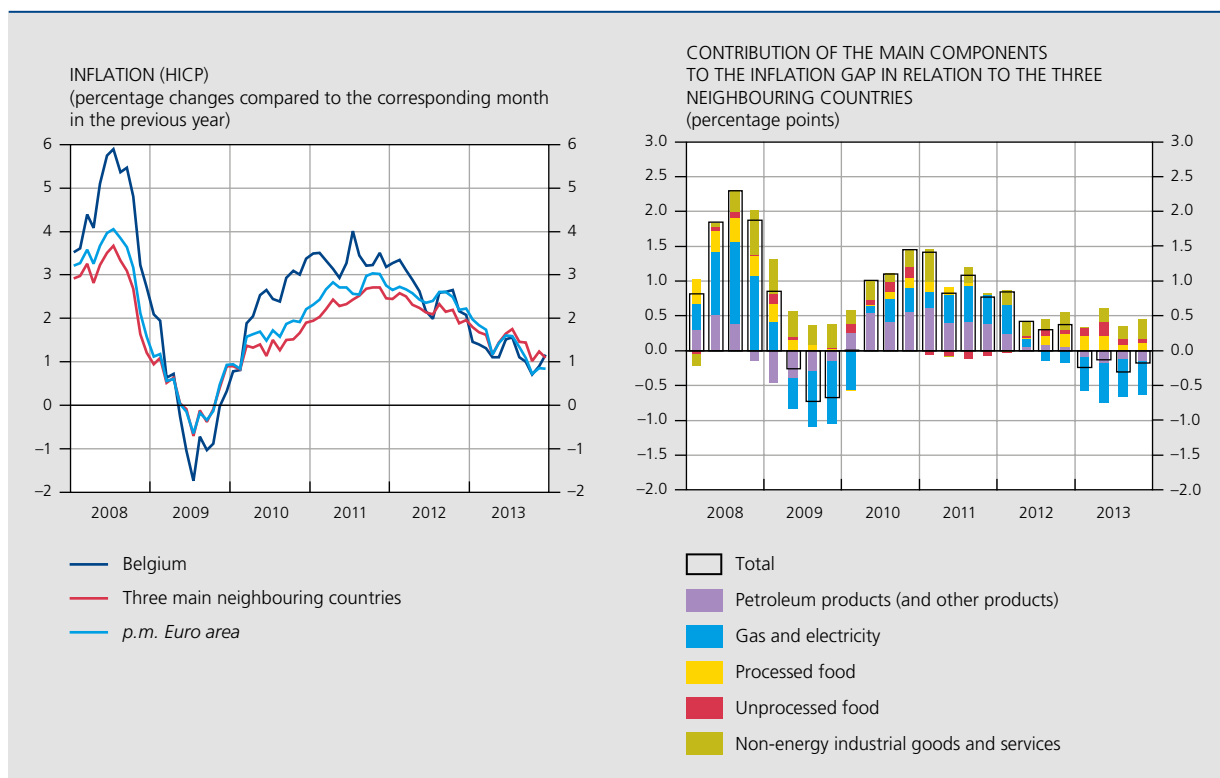 INFLATION (HICP)
(percentage changes compared to the corresponding month
in the previous year)
6 6
5 5
4 4
3 3
2 2
1 1
0 0
–1 –1
–2 –2
2008 2009 2010 2011 2012 2013
Belgium
Three main neighbouring countries
p.m. Euro area
CONTRIBUTION OF THE MAIN COMPONENTS
TO THE INFLATION GAP IN RELATION TO THE THREE
NEIGHBOURING COUNTRIES
(percentage points)
3.0 3.0
2.5 2.5
2.0 2.0
1.5 1.5
1.0 1.0
0.5 0.5
0.0 0.0
–0.5 –0.5
–1.0 –1.0
–1.5 –1.5
–2.0 –2.0
2008 2009 2010 2011 2012 2013
Total
Petroleum products (and other products)
Gas and electricity
Processed food
Unprocessed food
Non-energy industrial goods and services